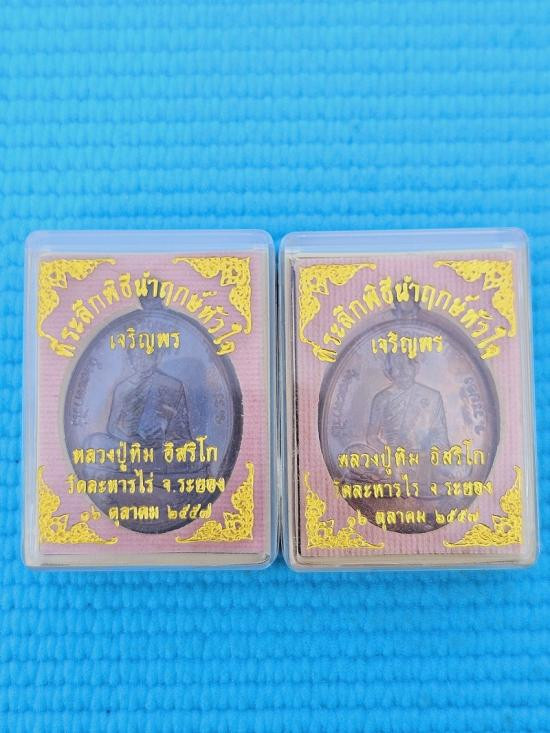 ที่ระลึกพิธีนำฤกษ์หัวใจ
เจริญพร
หลวงปู่ทิม อิสริโก
วัดละหารไร่ จ.ระยอง
๑๖ ตุลาคม ๒๕๕๗
ที่ระลึกพิธีนำฤกษ์หัวใจ
เจริญพร
หลวงปู่ทิม อิสริโก
วัดละหารไร่ จ.ระยอง
๑๖ ตุลาคม ๒๕๕๗